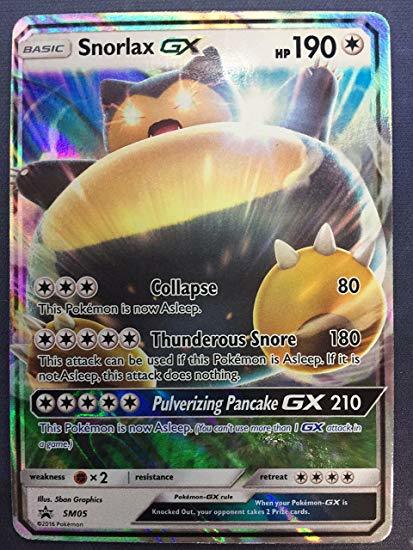 BASIC Snorlax GX HP 190
Collapse 80
This Pokémon is now Asleep.
Thunderous Snore 180
This attack can be used if this Pokémon is Asleep. If it is
not Asleep, this attack does nothing.
Pulverizing Pancake GX 210
This Pokémon is now Asleep. (You can't use more than 1 GX attack in
a game.)
weakness ×2 resistance retreat
Illus. 5ban Graphics
Pokémon-GX rule
SM05
When your Pokémon-GX is
Knocked Out, your opponent takes 2 Prize cards.
©2016 Pokémon